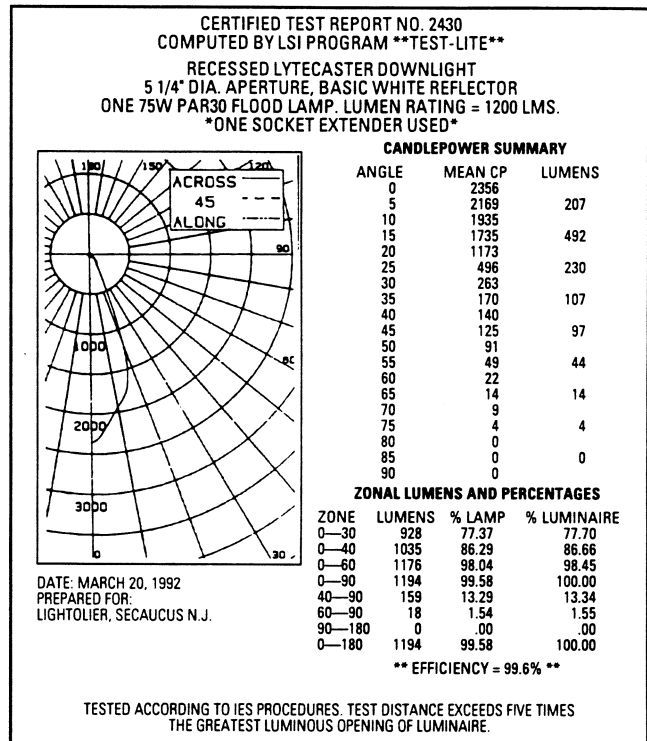 CERTIFIED TEST REPORT NO. 2430
COMPUTED BY LSI PROGRAM **TEST-LITE**
RECESSED LYTECASTER DOWNLIGHT
5 1/4" DIA. APERTURE, BASIC WHITE REFLECTOR
ONE 75W PAR30 FLOOD LAMP. LUMEN RATING = 1200 LMS.
*ONE SOCKET EXTENDER USED*
180 150 120
ACROSS
45
ALONG
90
1000
2000
3000
0 30
DATE: MARCH 20, 1992
PREPARED FOR:
LIGHTOLIER, SECAUCUS N.J.
CANDLEPOWER SUMMARY
ANGLE MEAN CP LUMENS
0 2356
5 2169 207
10 1935
15 1735 492
20 1173
25 496 230
30 263
35 170 107
40 140
45 125 97
50 91
55 49 44
60 22
65 14 14
70 9
75 4 4
80 0
85 0 0
90 0
ZONAL LUMENS AND PERCENTAGES
ZONE LUMENS % LAMP % LUMINAIRE
0—30 928 77.37 77.70
0—40 1035 86.29 86.66
0—60 1176 98.04 98.45
0—90 1194 99.58 100.00
40—90 159 13.29 13.34
60—90 18 1.54 1.55
90—180 0 .00 .00
0—180 1194 99.58 100.00
** EFFICIENCY = 99.6% **
TESTED ACCORDING TO IES PROCEDURES. TEST DISTANCE EXCEEDS FIVE TIMES
THE GREATEST LUMINOUS OPENING OF LUMINAIRE.